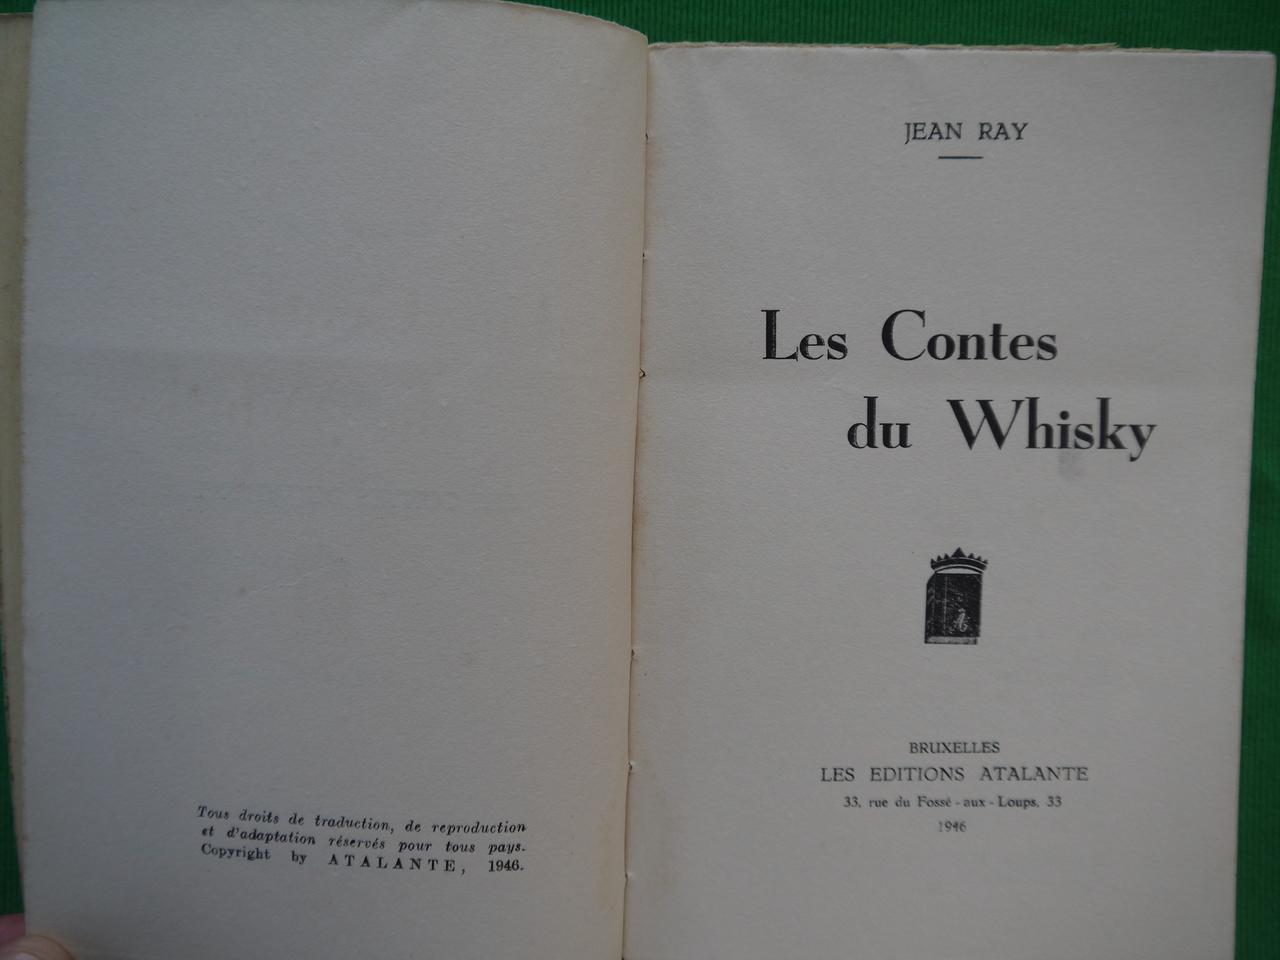 Tous droits de traduction, de reproduction
et d'adaptation réservés pour tous pays.
Copyright by ATALANTE, 1946.
JEAN RAY
Les Contes
du Whisky
A
BRUXELLES
LES EDITIONS ATALANTE
33, rue du Fossé-aux-Loups, 33
1946